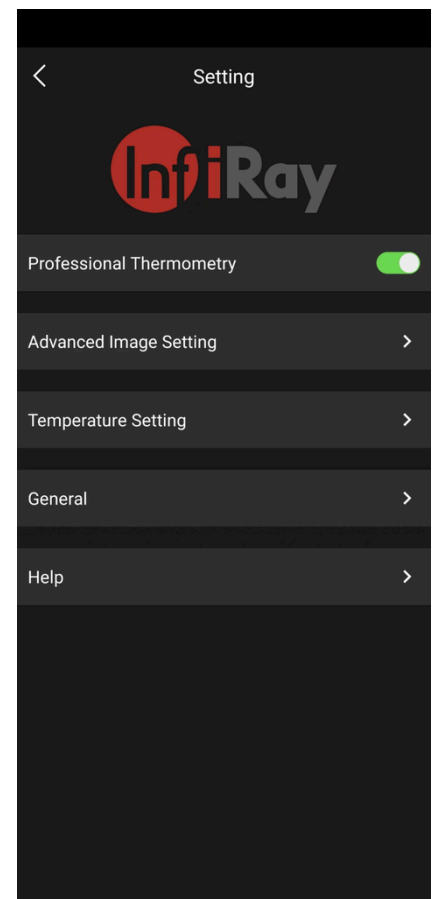 Setting
InfiRay
Professional Thermometry
Advanced Image Setting
Temperature Setting
General
Help